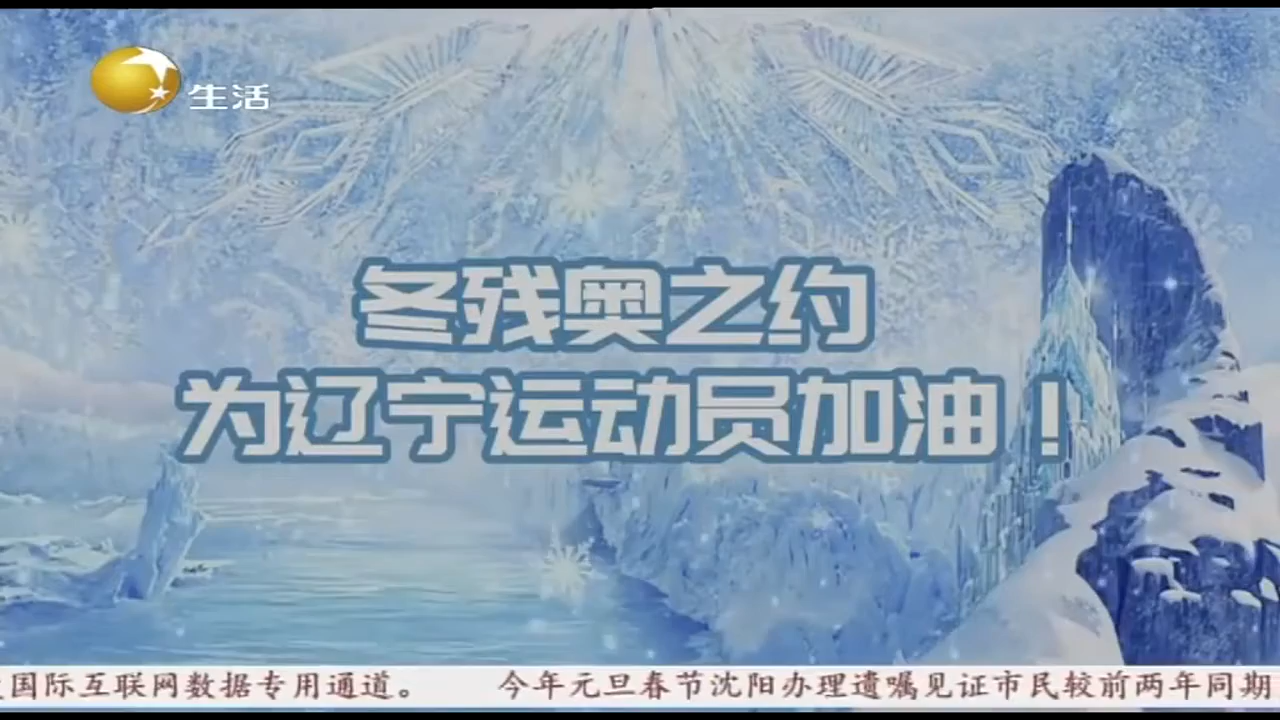 生活
冬残奥之约
为辽宁运动员加油！
国际互联网数据专用通道。 今年元旦春节沈阳办理遗嘱见证市民较前两年同期